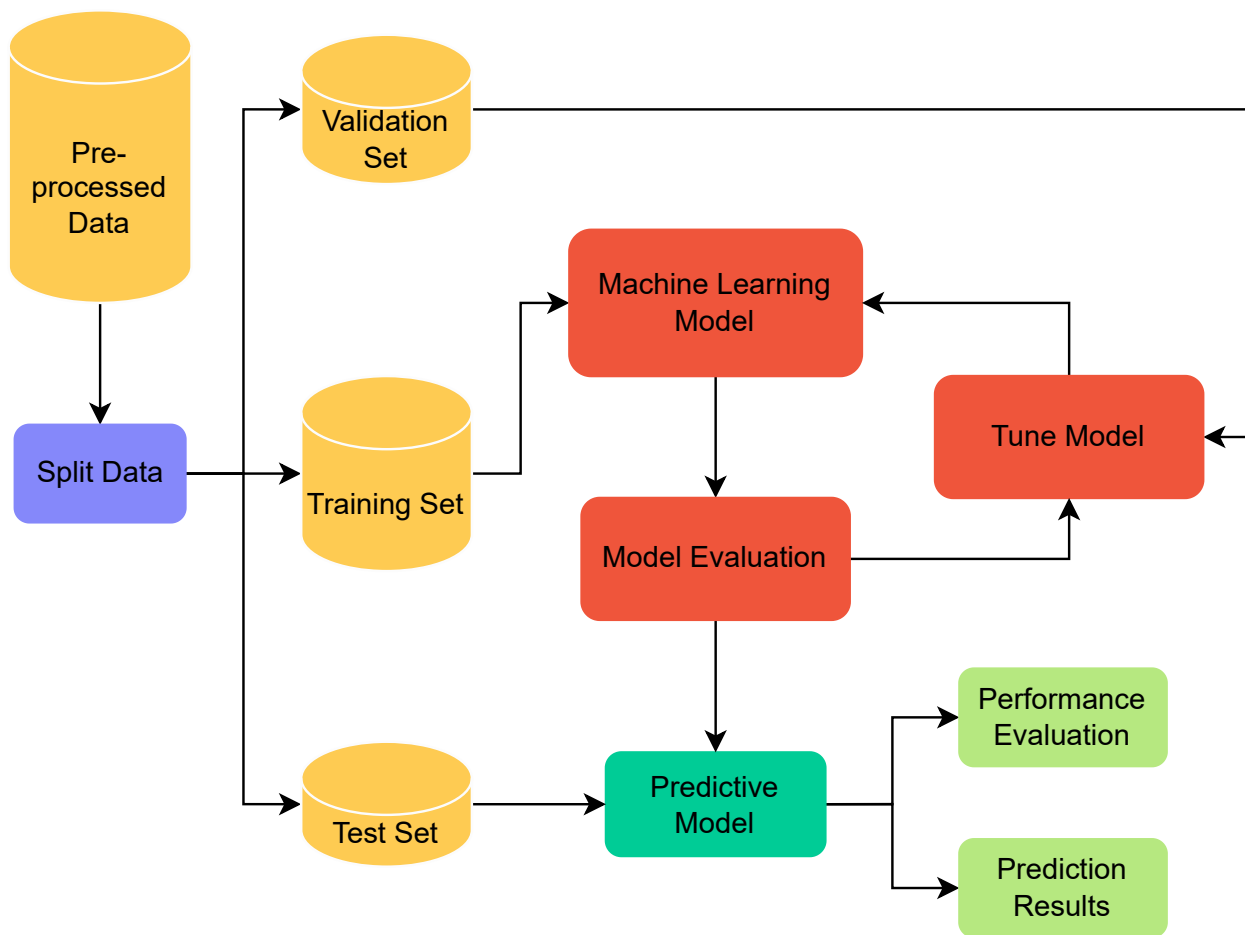 Pre-
processed
Data
Validation
Set
Machine Learning
Model
Split Data
Training Set
Tune Model
Model Evaluation
Performance
Evaluation
Test Set
Predictive
Model
Prediction
Results